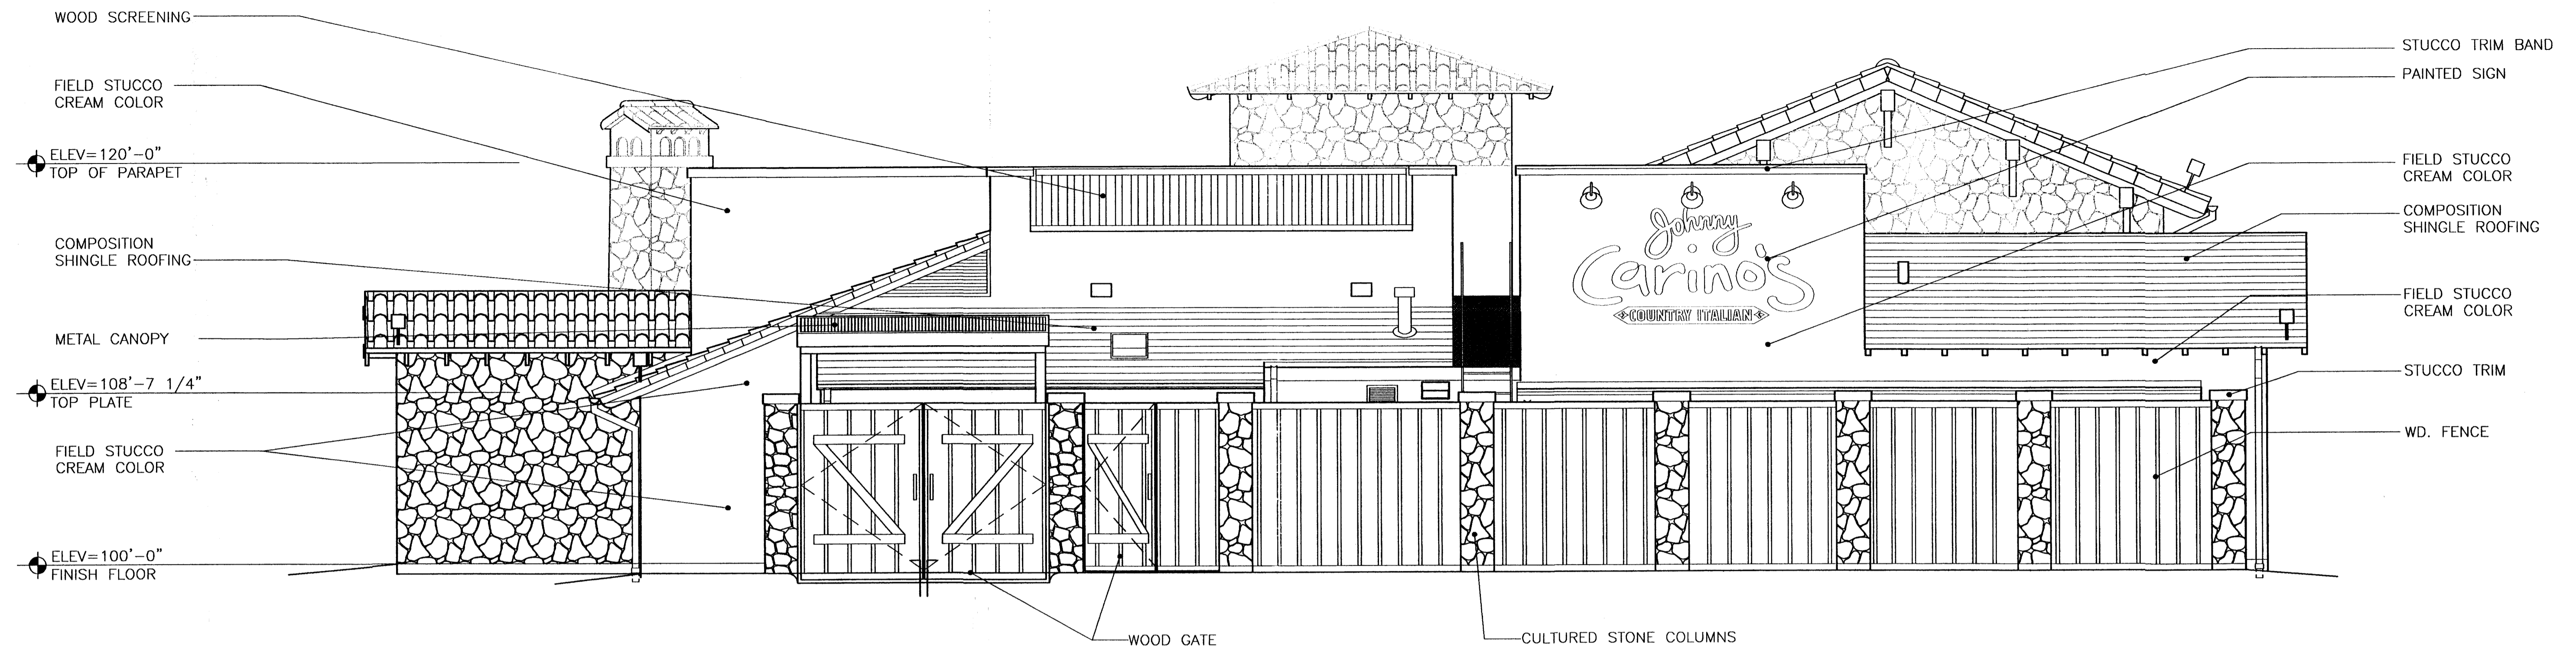 WOOD SCREENING
FIELD STUCCO
CREAM COLOR
ELEV=120'-0"
TOP OF PARAPET
COMPOSITION
SHINGLE ROOFING
METAL CANOPY
ELEV=108'-7 1/4"
TOP PLATE
FIELD STUCCO
CREAM COLOR
ELEV=100'-0"
FINISH FLOOR
Johnny
Carino's
COUNTRY ITALIAN
WOOD GATE
CULTURED STONE COLUMNS
STUCCO TRIM BAND
PAINTED SIGN
FIELD STUCCO
CREAM COLOR
COMPOSITION
SHINGLE ROOFING
FIELD STUCCO
CREAM COLOR
STUCCO TRIM
WD. FENCE